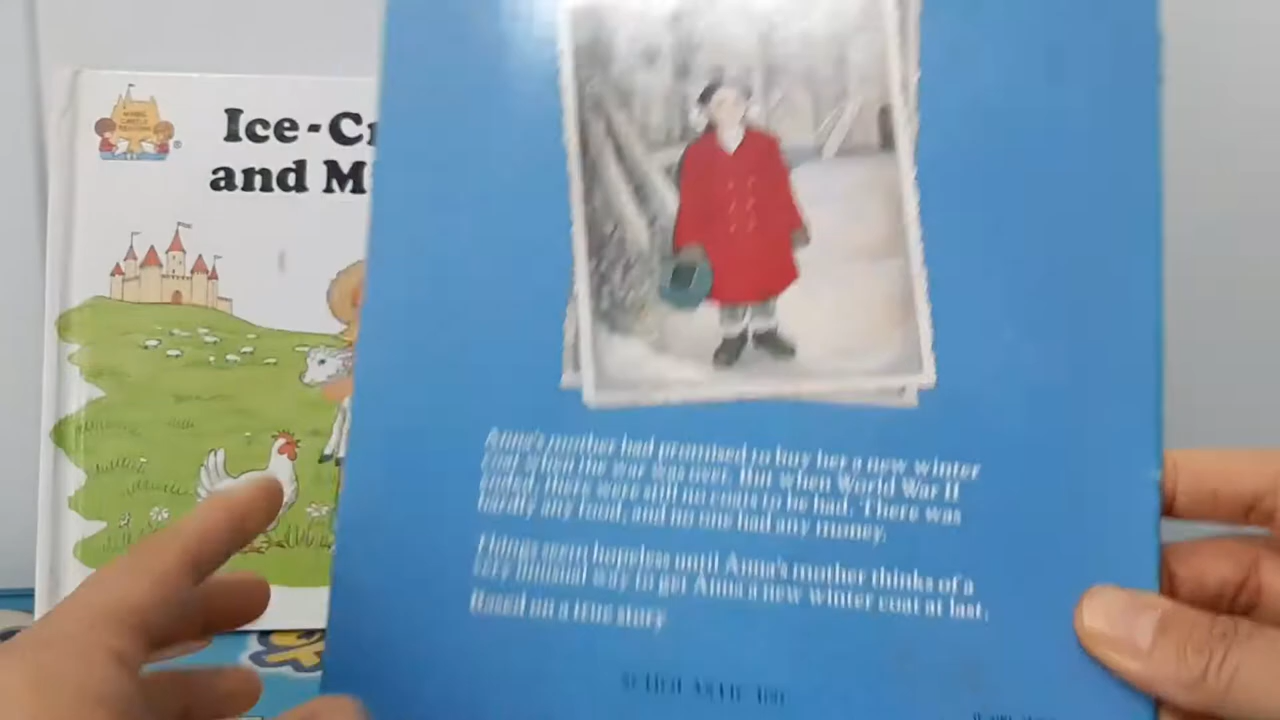 Ice-Cr
and M
Anna's mother had promised to buy her a new winter
coat when the war was over. But when World War II
ended, there were still no coats to be had. There was
hardly any food, and no one had any money.
Things seem hopeless until Anna's mother thinks of a
very unusual way to get Anna a new winter coat at last.
Based on a true story
SCHOLASTIC INC.